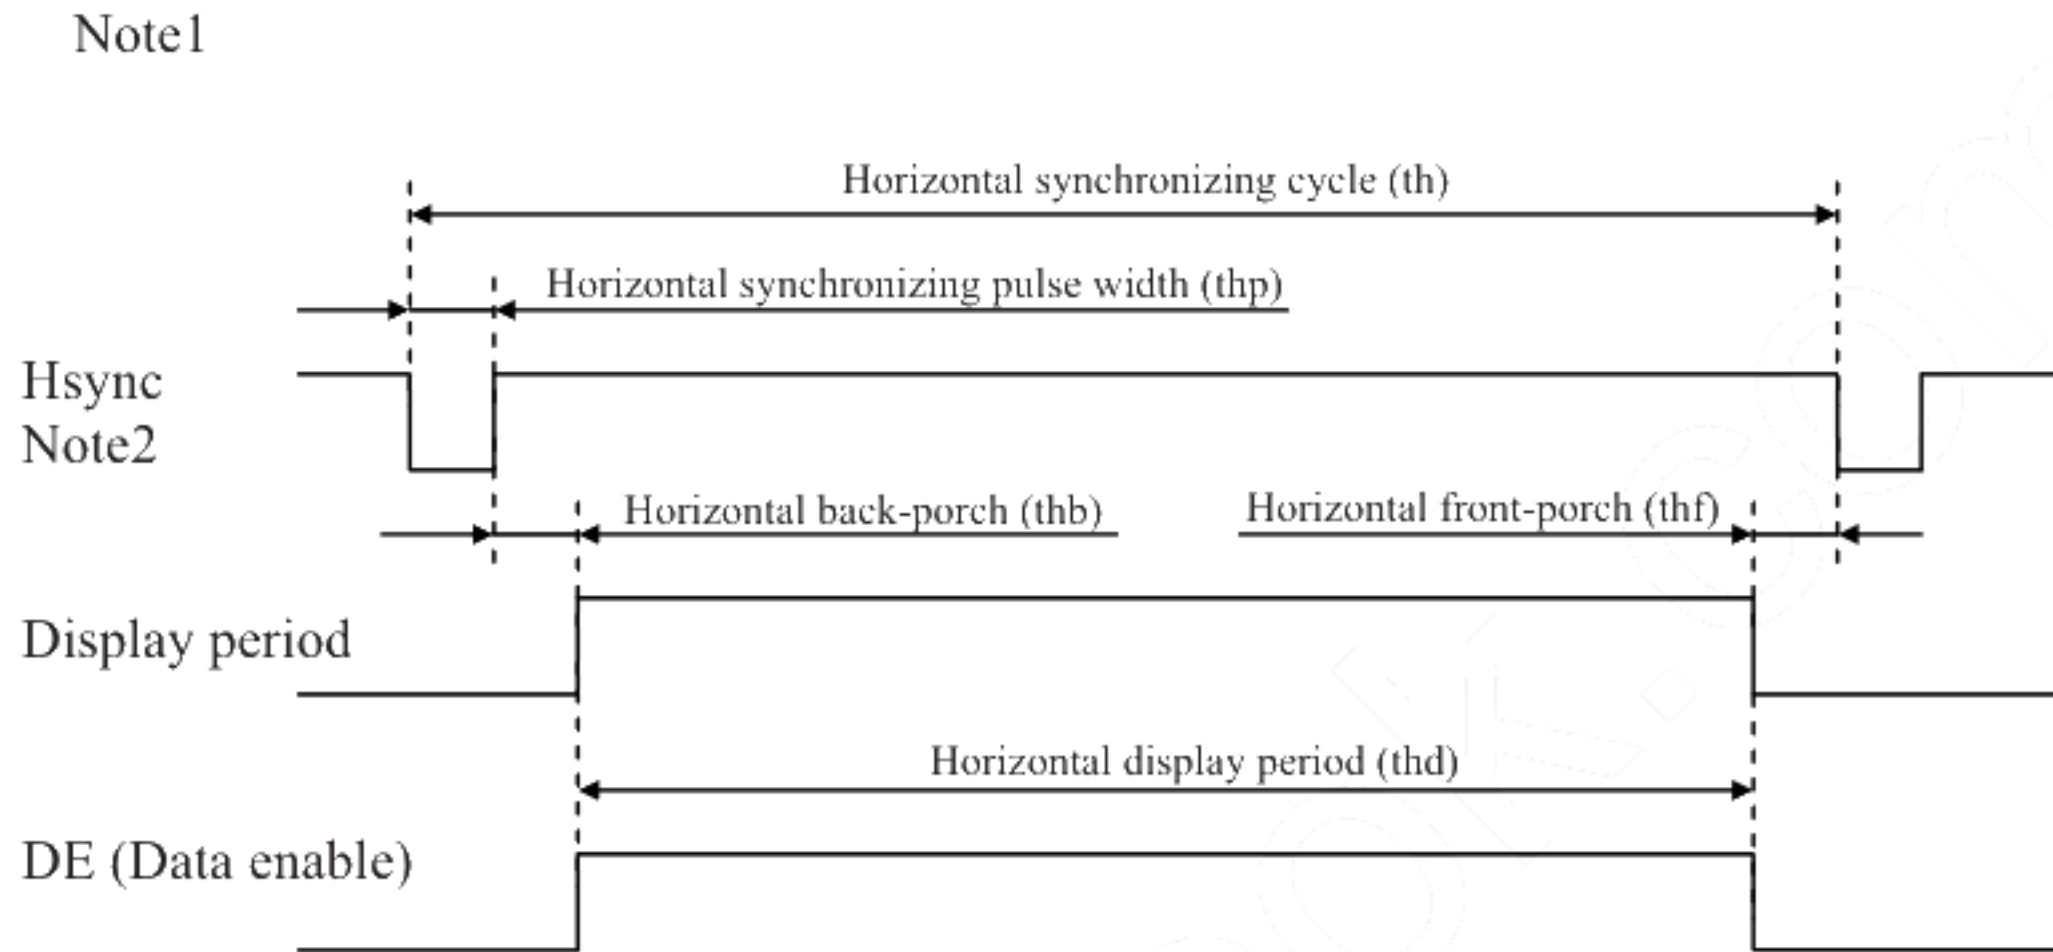 Note1
Horizontal synchronizing cycle (th)
Horizontal synchronizing pulse width (thp)
Hsync
Note2
Horizontal back-porch (thb)
Horizontal front-porch (thf)
Display period
Horizontal display period (thd)
DE (Data enable)